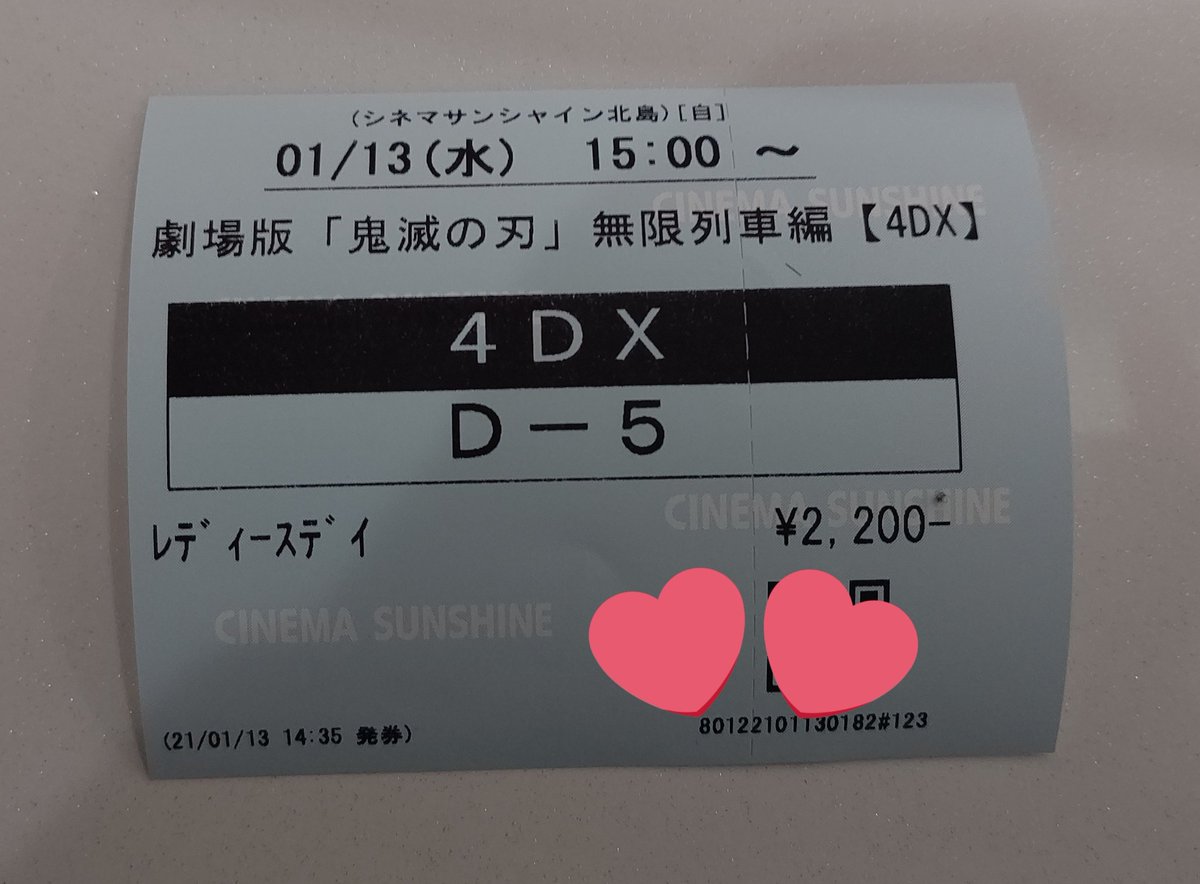 (シネマサンシャイン北島)[自]
01/13(水) 15:00 ~
CINEMA SUNSHINE
劇場版「鬼滅の刃」無限列車編【4DX】
4DX
D-5
CINEMA SUNSHINE
レディースデイ ¥2,200-
CINEMA SUNSHINE
(21/01/13 14:35 発券) 80122101130182#123